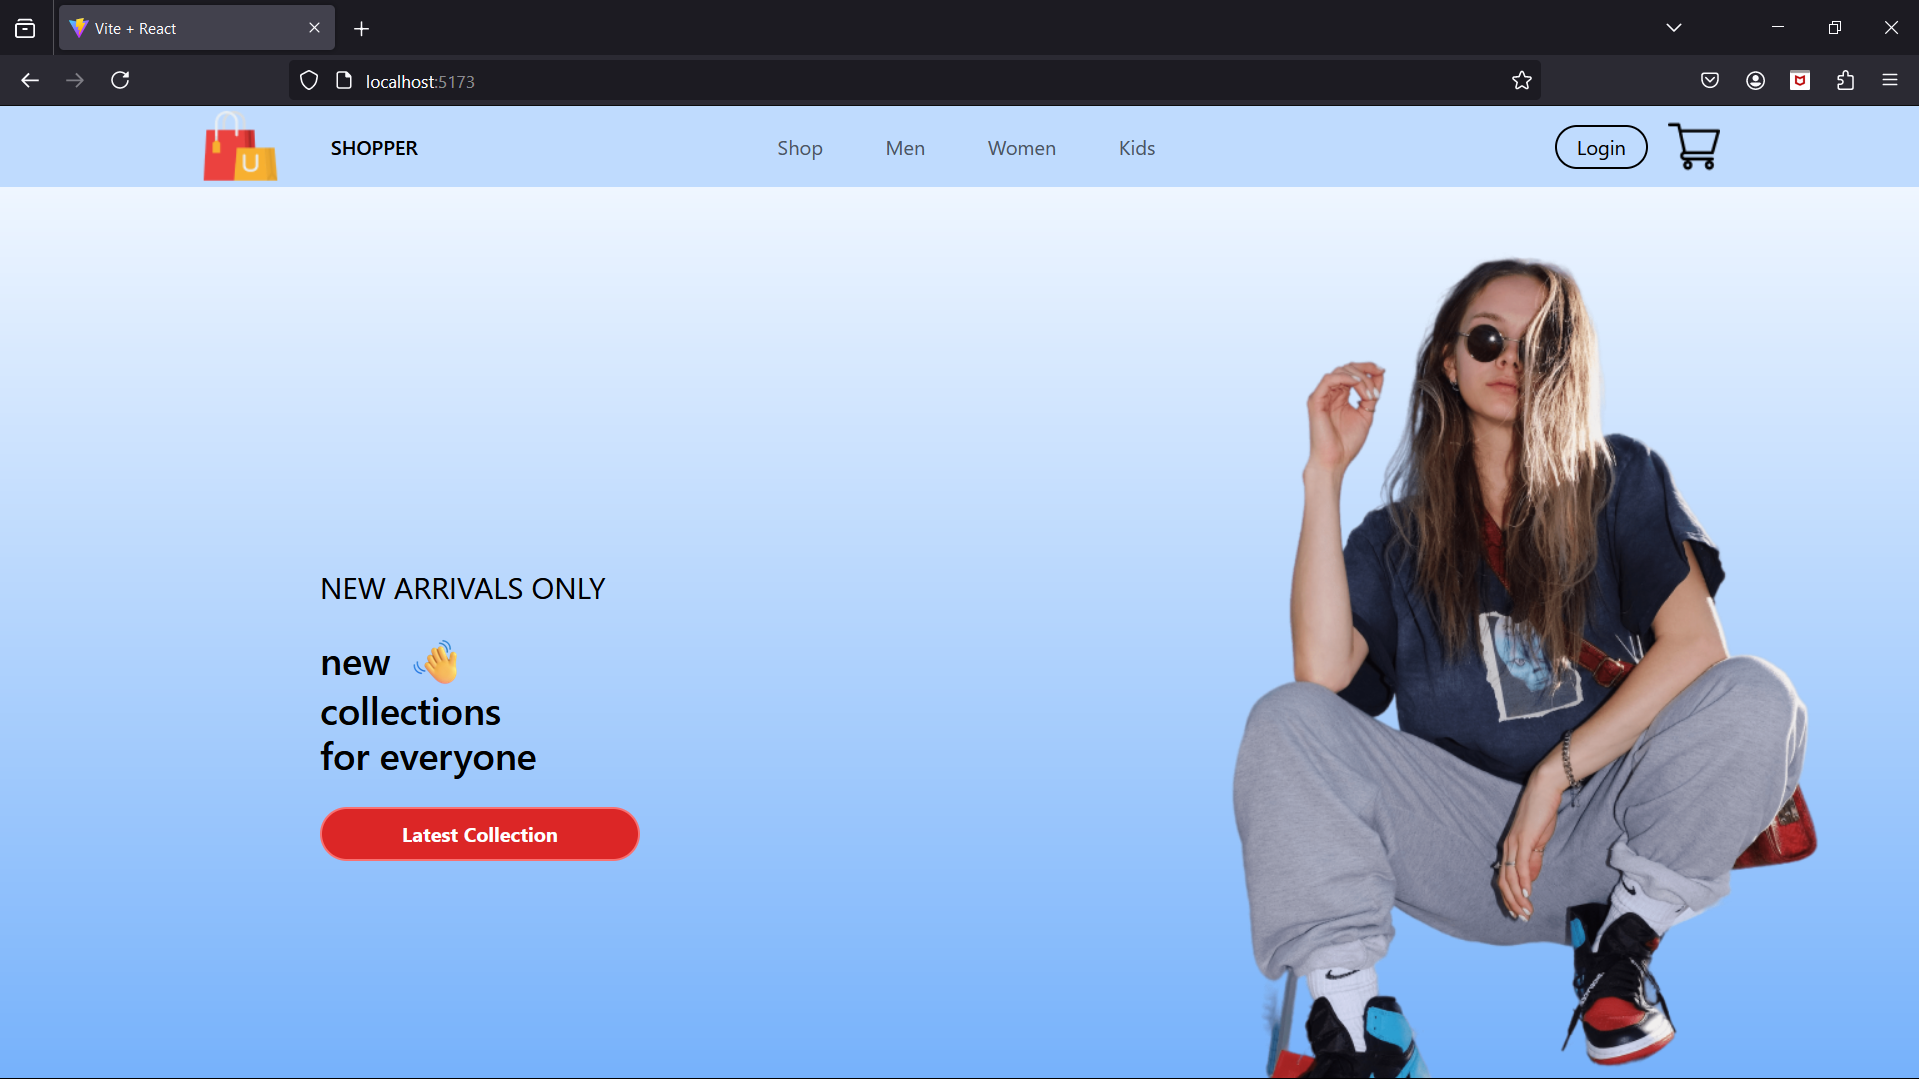 Vite + React
localhost:5173
SHOPPER
Shop
Men
Women
Kids
Login
U
NEW ARRIVALS ONLY
new 👋
collections
for everyone
Latest Collection